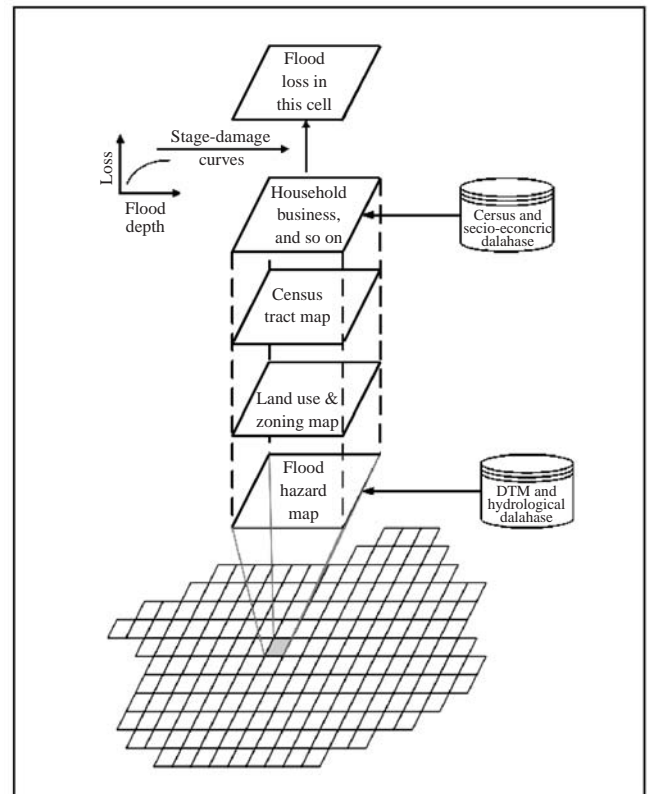 Flood
loss in
this cell
Stage-damage
curves
Loss
Flood
depth
Household
business,
and so on
Cersus and
socio-econcric
dalahase
Census
tract map
Land use &
zoning map
Flood
hazard
map
DTM and
hydrological
dalahase